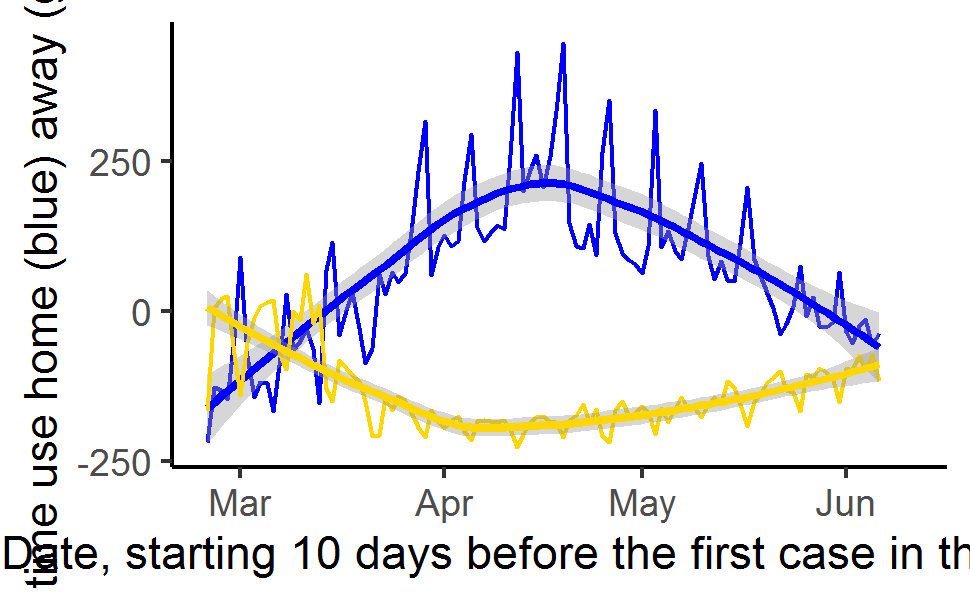 time use home (blue) away (
250
0
-250
Mar Apr May Jun
Date, starting 10 days before the first case in th